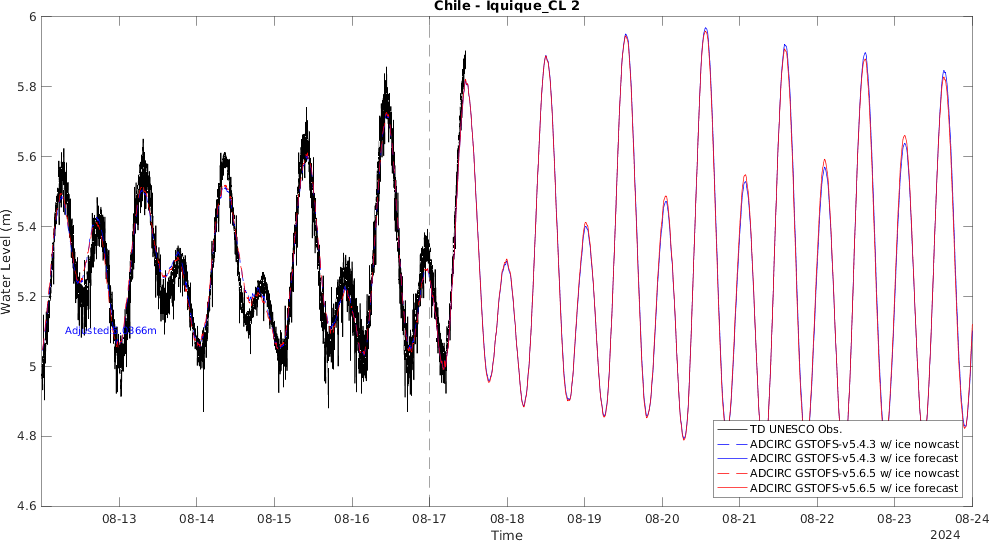 Chile - Iquique_CL 2
6
5.8
5.6
5.4
5.2
5
4.8
4.6
Water Level (m)
TD UNESCO Obs.
ADCIRC GSTOFS-v5.4.3 w/ ice nowcast
ADCIRC GSTOFS-v5.4.3 w/ ice forecast
ADCIRC GSTOFS-v5.6.5 w/ ice nowcast
ADCIRC GSTOFS-v5.6.5 w/ ice forecast
08-13 08-14 08-15 08-16 08-17 08-18 08-19 08-20 08-21 08-22 08-23 08-24
Time
2024